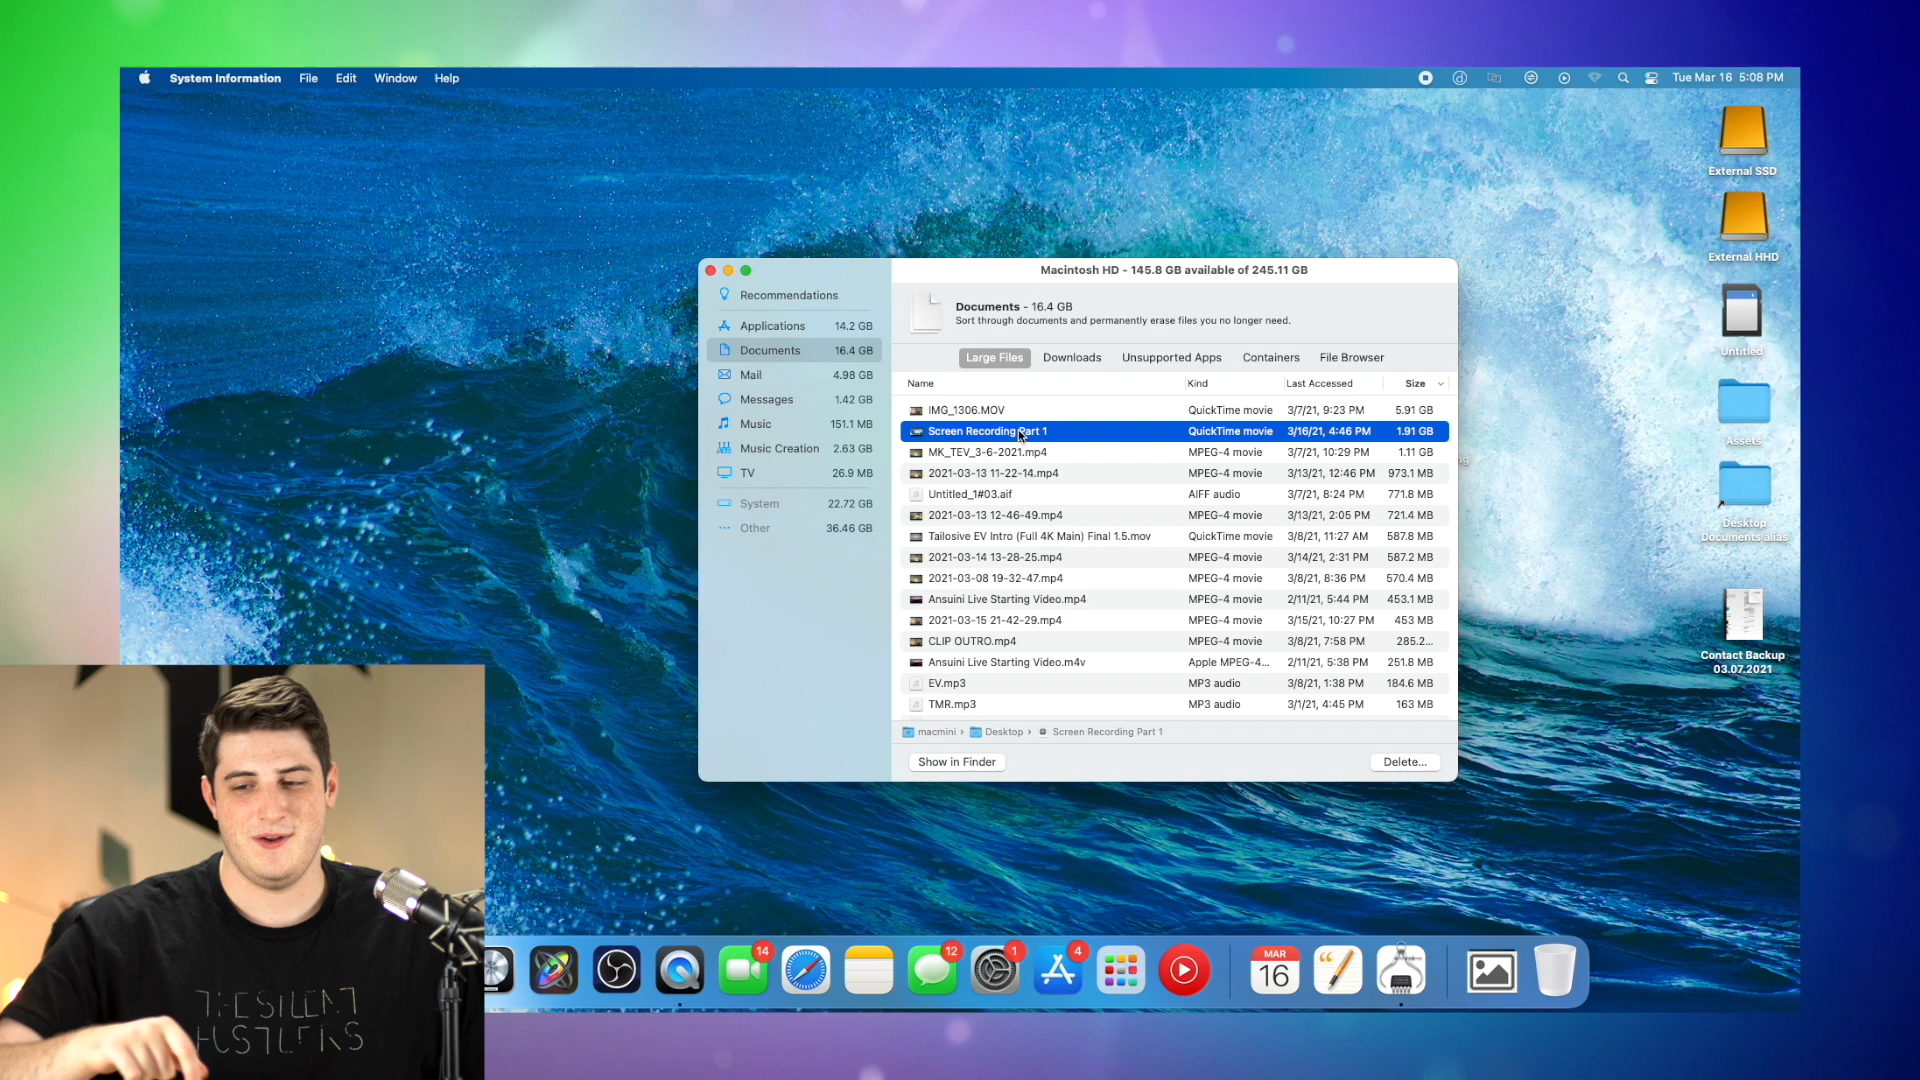 System Information File Edit Window Help
Tue Mar 16 5:08 PM
External SSD
External HHD
Untitled
Assets
Desktop
Documents alias
Contact Backup
03.07.2021
Macintosh HD - 145.8 GB available of 245.11 GB
Recommendations
Applications 14.2 GB
Documents 16.4 GB
Mail 4.98 GB
Messages 1.42 GB
Music 151.1 MB
Music Creation 2.63 GB
TV 26.9 MB
System 22.72 GB
Other 36.46 GB
Documents - 16.4 GB
Sort through documents and permanently erase files you no longer need.
Large Files Downloads Unsupported Apps Containers File Browser
Name Kind Last Accessed Size
IMG_1306.MOV QuickTime movie 3/7/21, 9:23 PM 5.91 GB
Screen Recording Part 1 QuickTime movie 3/16/21, 4:46 PM 1.91 GB
MK_TEV_3-6-2021.mp4 MPEG-4 movie 3/7/21, 10:29 PM 1.11 GB
2021-03-13 11-22-14.mp4 MPEG-4 movie 3/13/21, 12:46 PM 973.1 MB
Untitled_1#03.aif AIFF audio 3/7/21, 8:24 PM 771.8 MB
2021-03-13 12-46-49.mp4 MPEG-4 movie 3/13/21, 2:05 PM 721.4 MB
Tailosive EV Intro (Full 4K Main) Final 1.5.mov QuickTime movie 3/8/21, 11:27 AM 587.8 MB
2021-03-14 13-28-25.mp4 MPEG-4 movie 3/14/21, 2:31 PM 587.2 MB
2021-03-08 19-32-47.mp4 MPEG-4 movie 3/8/21, 8:36 PM 570.4 MB
Ansuini Live Starting Video.mp4 MPEG-4 movie 2/11/21, 5:44 PM 453.1 MB
2021-03-15 21-42-29.mp4 MPEG-4 movie 3/15/21, 10:27 PM 453 MB
CLIP OUTRO.mp4 MPEG-4 movie 3/8/21, 7:58 PM 285.2...
Ansuini Live Starting Video.m4v Apple MPEG-4... 2/11/21, 5:38 PM 251.8 MB
EV.mp3 MP3 audio 3/8/21, 1:38 PM 184.6 MB
TMR.mp3 MP3 audio 3/1/21, 4:45 PM 163 MB
macmini › Desktop › Screen Recording Part 1
Show in Finder Delete...
14
12
1
4
MAR
16
THE SILENT
HUSTLERS